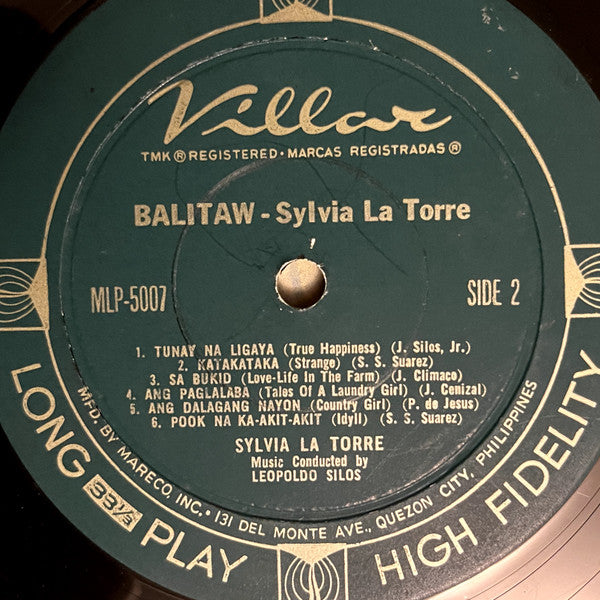 Villar
TMK ® REGISTERED • MARCAS REGISTRADAS ®
BALITAW - Sylvia La Torre
MLP-5007
SIDE 2
1. TUNAY NA LIGAYA (True Happiness) (J. Silos, Jr.)
2. KATAKATAKA (Strange) (S. S. Suarez)
3. SA BUKID (Love-Life In The Farm) (J. Climaco)
4. ANG PAGLALABA (Tales Of A Laundry Girl) (J. Cenizal)
5. ANG DALAGANG NAYON (Country Girl) (P. de Jesus)
6. POOK NA KA-AKIT-AKIT (Idyll) (S. S. Suarez)
SYLVIA LA TORRE
Music Conducted by
LEOPOLDO SILOS
MFD. BY MARECO, INC. • 131 DEL MONTE AVE., QUEZON CITY, PHILIPPINES
LONG 33⅓ PLAY
HIGH FIDELITY